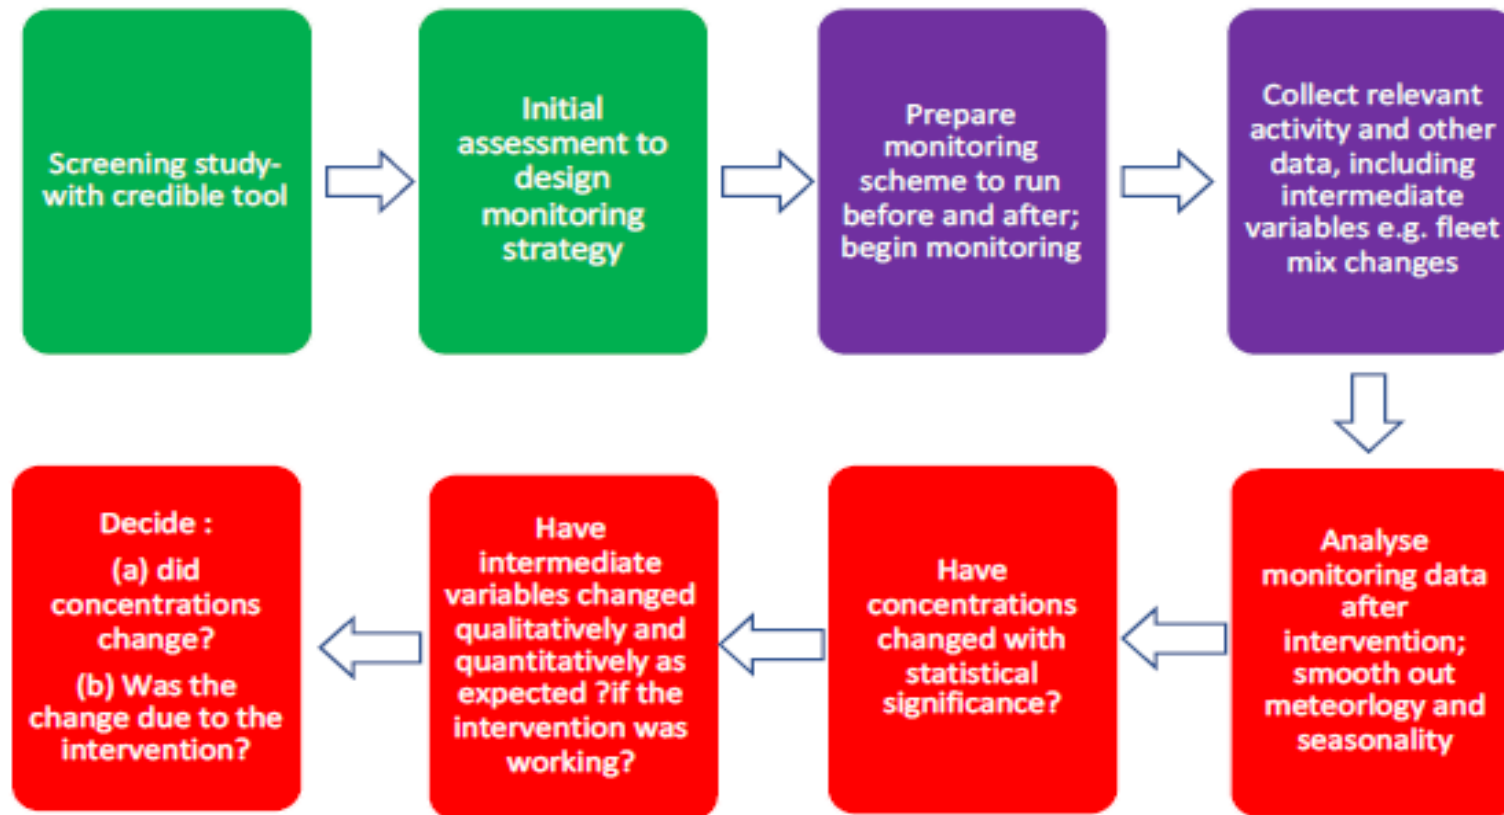 Screening study-
with credible tool
Initial
assessment to
design
monitoring
strategy
Prepare
monitoring
scheme to run
before and after;
begin monitoring
Collect relevant
activity and other
data, including
intermediate
variables e.g. fleet
mix changes
Analyse
monitoring data
after
intervention;
smooth out
meteorlogy and
seasonality
Have
concentrations
changed with
statistical
significance?
Have
intermediate
variables changed
qualitatively and
quantitatively as
expected ?if the
intervention was
working?
Decide :
(a) did
concentrations
change?
(b) Was the
change due to the
intervention?